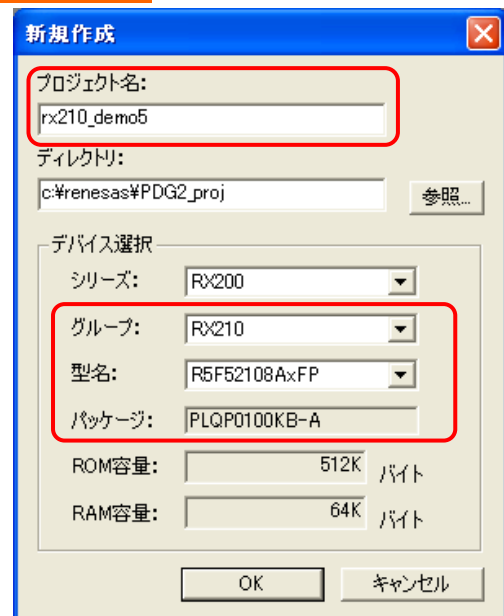 新規作成
プロジェクト名:
rx210_demo5
ディレクトリ:
c:¥renesas¥PDG2_proj
参照...
デバイス選択
シリーズ: RX200
グループ: RX210
型名: R5F52108AxFP
パッケージ: PLQP0100KB-A
ROM容量: 512K バイト
RAM容量: 64K バイト
OK キャンセル